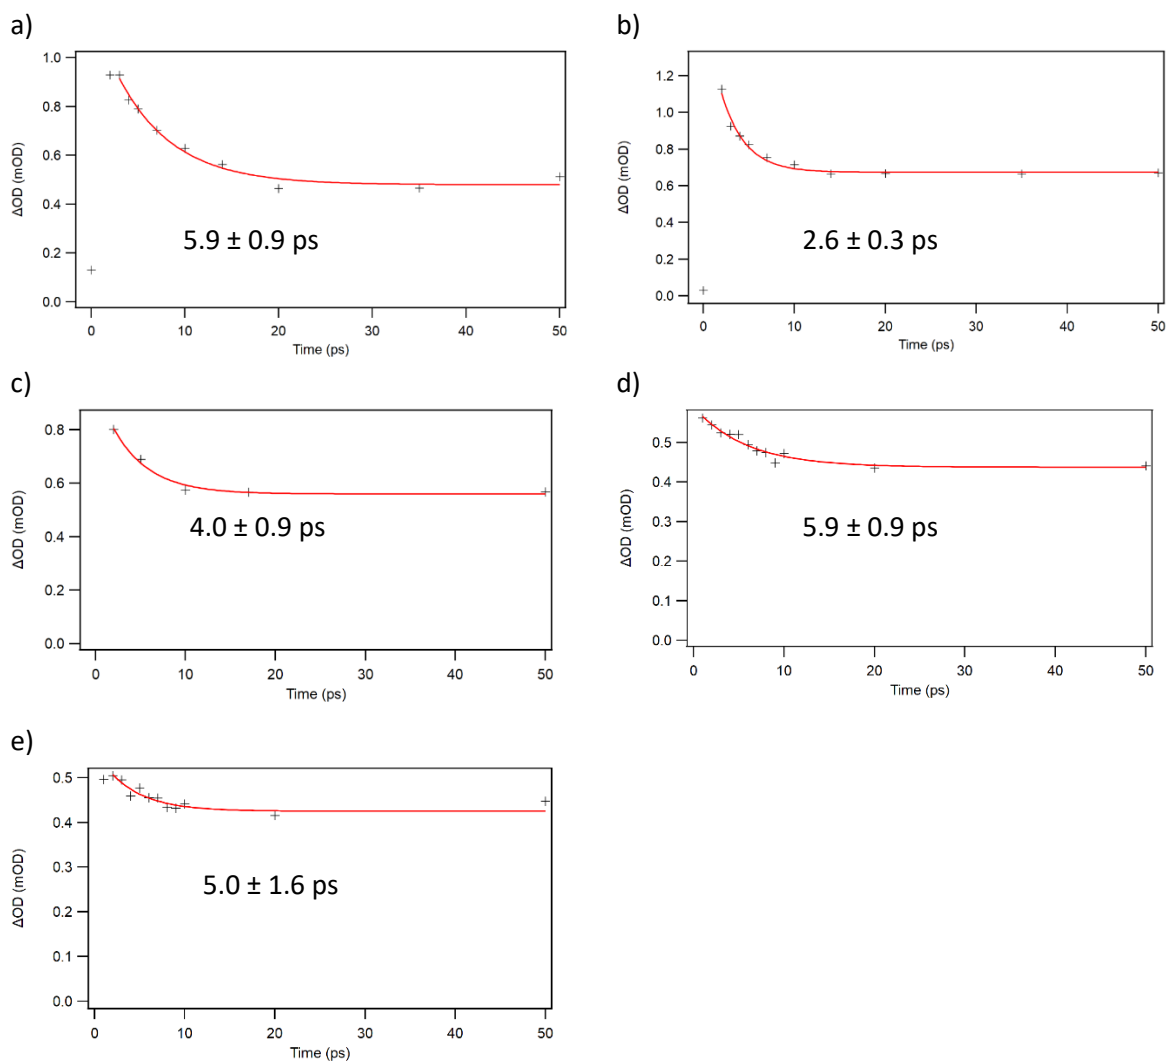 a)
1.0
0.8
0.6
0.4
0.2
0.0
ΔOD (mOD)
5.9 ± 0.9 ps
0 10 20 30 40 50
Time (ps)
b)
1.2
1.0
0.8
0.6
0.4
0.2
0.0
ΔOD (mOD)
2.6 ± 0.3 ps
0 10 20 30 40 50
Time (ps)
c)
0.8
0.6
0.4
0.2
0.0
ΔOD (mOD)
4.0 ± 0.9 ps
0 10 20 30 40 50
Time (ps)
d)
0.5
0.4
0.3
0.2
0.1
0.0
ΔOD (mOD)
5.9 ± 0.9 ps
0 10 20 30 40 50
Time (ps)
e)
0.5
0.4
0.3
0.2
0.1
0.0
ΔOD (mOD)
5.0 ± 1.6 ps
0 10 20 30 40 50
Time (ps)